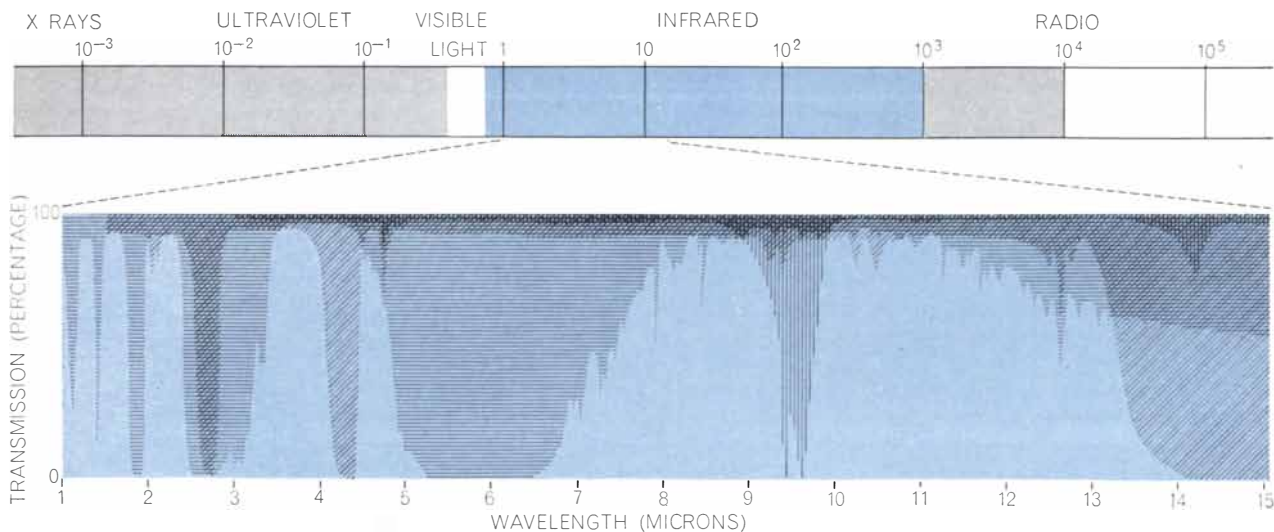 X RAYS ULTRAVIOLET VISIBLE LIGHT INFRARED RADIO
10⁻³ 10⁻² 10⁻¹ 1 10 10² 10³ 10⁴ 10⁵
TRANSMISSION (PERCENTAGE)
100
0
1 2 3 4 5 6 7 8 9 10 11 12 13 14 15
WAVELENGTH (MICRONS)